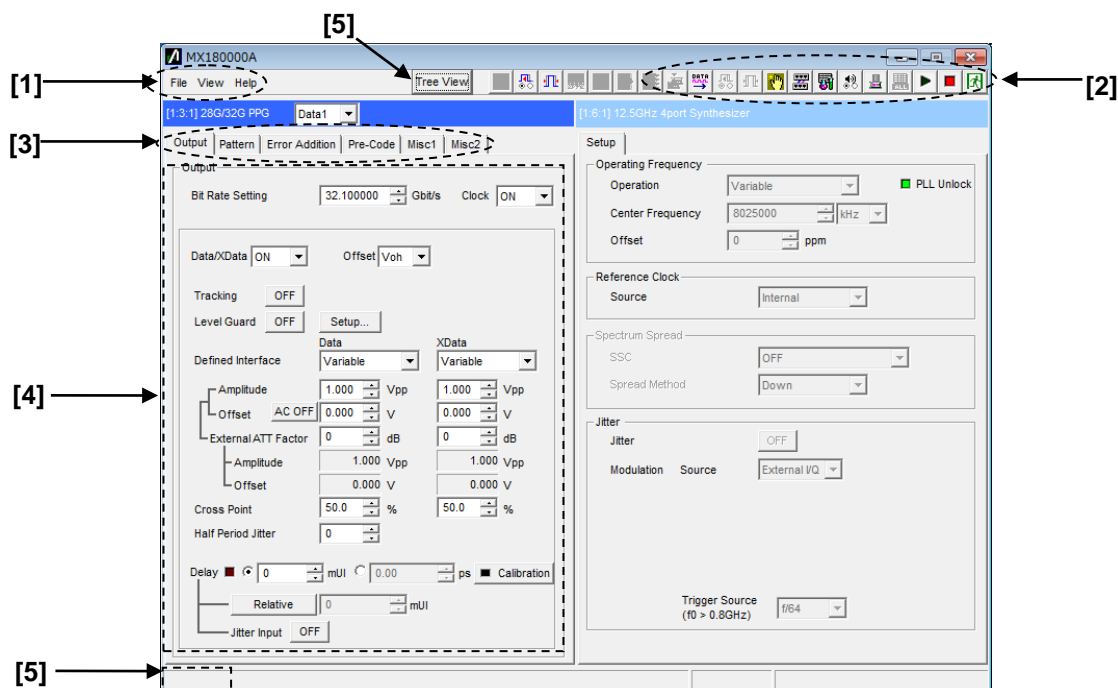 [5]
MX180000A
[1]
File View Help
Tree View
DATA
[2]
[1:3:1] 28G/32G PPG
Data1
[1:6:1] 12.5GHz 4port Synthesizer
[3]
Output Pattern Error Addition Pre-Code Misc1 Misc2
Output
Bit Rate Setting 32.100000 Gbit/s Clock ON
Data/XData ON Offset Voh
Tracking OFF
Level Guard OFF Setup...
Data XData
Defined Interface Variable Variable
[4]
Amplitude 1.000 Vpp 1.000 Vpp
Offset AC OFF 0.000 V 0.000 V
External ATT Factor 0 dB 0 dB
Amplitude 1.000 Vpp 1.000 Vpp
Offset 0.000 V 0.000 V
Cross Point 50.0 % 50.0 %
Half Period Jitter 0
Delay 0 mUI 0.00 ps Calibration
Relative 0 mUI
Jitter Input OFF
[5]
Setup
Operating Frequency
Operation Variable PLL Unlock
Center Frequency 8025000 kHz
Offset 0 ppm
Reference Clock
Source Internal
Spectrum Spread
SSC OFF
Spread Method Down
Jitter
Jitter OFF
Modulation Source External I/Q
Trigger Source
(f0 > 0.8GHz)
f/64